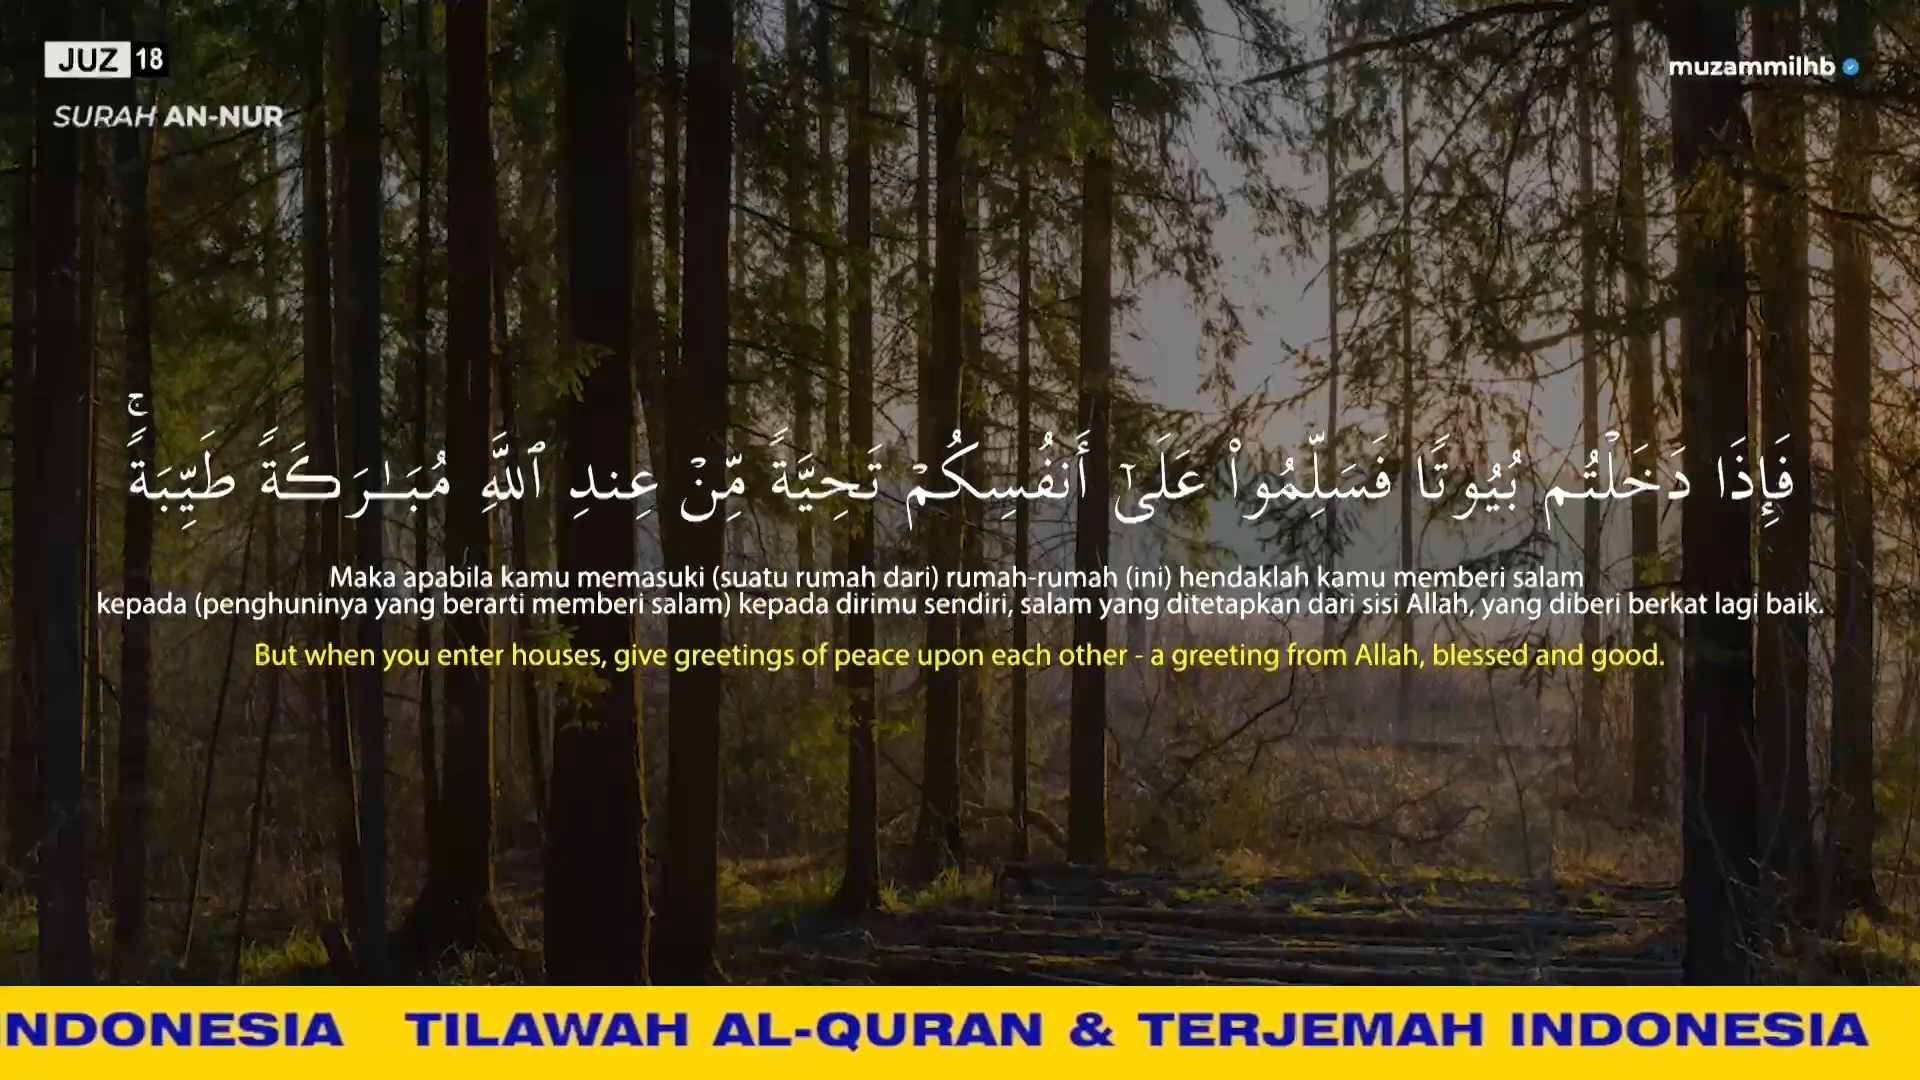 JUZ 18
muzammilhb
SURAH AN-NUR
فَإِذَا دَخَلْتُم بُيُوتًا فَسَلِّمُوا۟ عَلَىٰٓ أَنفُسِكُمْ تَحِيَّةً مِّنْ عِندِ ٱللَّهِ مُبَـٰرَكَةً طَيِّبَةً ۚ
Maka apabila kamu memasuki (suatu rumah dari) rumah-rumah (ini) hendaklah kamu memberi salam
kepada (penghuninya yang berarti memberi salam) kepada dirimu sendiri, salam yang ditetapkan dari sisi Allah, yang diberi berkat lagi baik.
But when you enter houses, give greetings of peace upon each other - a greeting from Allah, blessed and good.
NDONESIA TILAWAH AL-QURAN & TERJEMAH INDONESIA